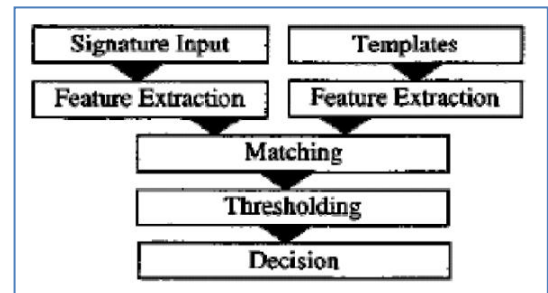 Signature Input
Templates
Feature Extraction
Feature Extraction
Matching
Thresholding
Decision